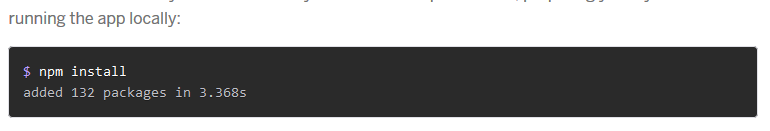 running the app locally:
$ npm install
added 132 packages in 3.368s